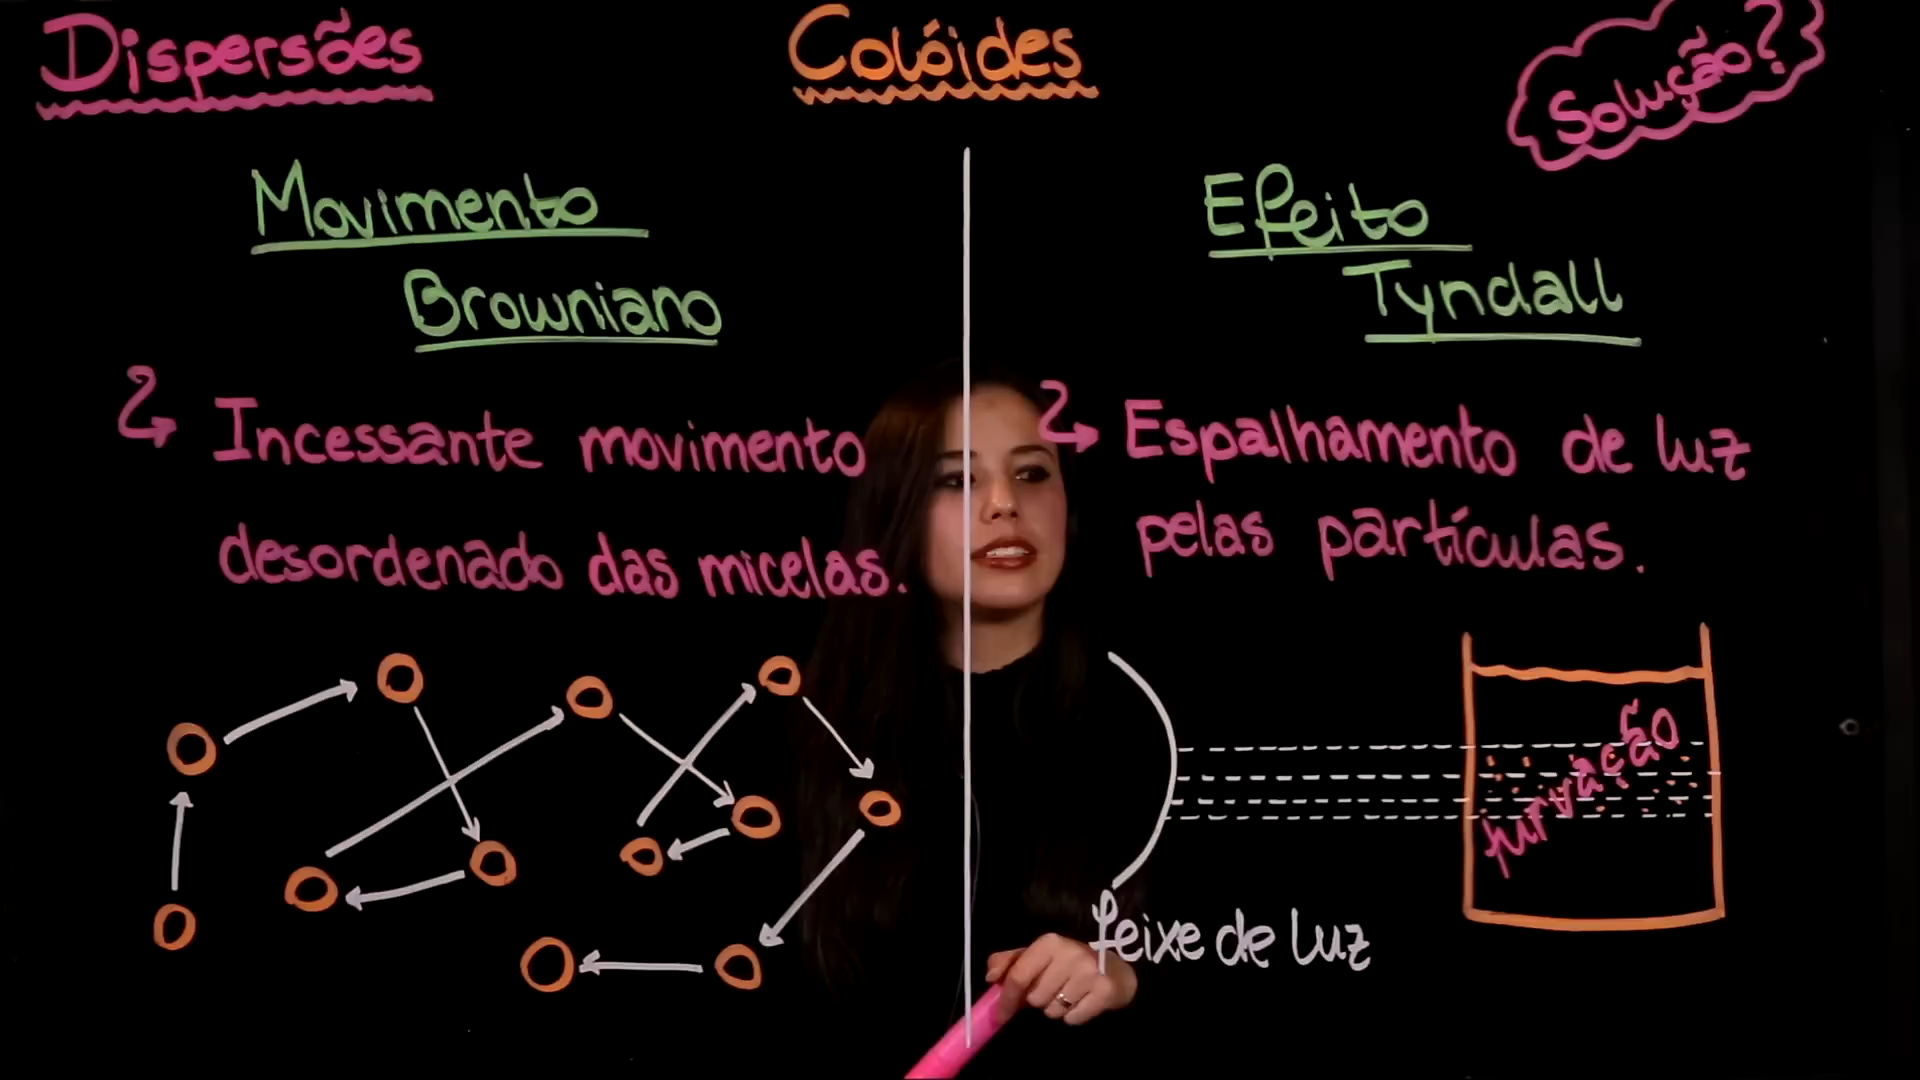 Dispersões
Colóides
Solução?
Movimento
Browniano
Incessante movimento
desordenado das micelas.
Efeito
Tyndall
Espalhamento de luz
pelas partículas.
feixe de luz